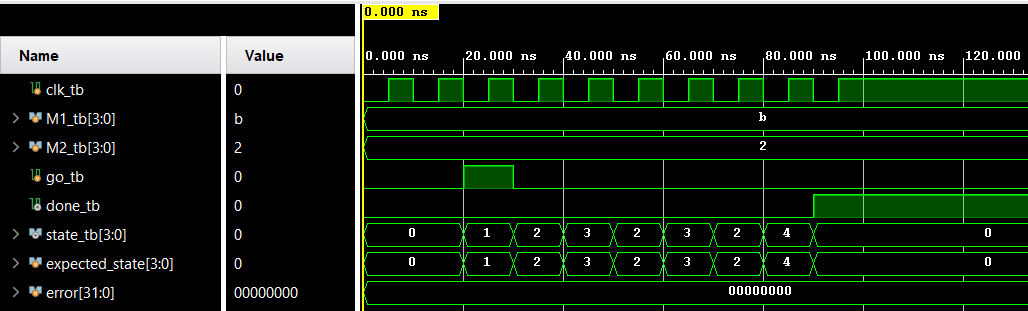 0.000 ns
Name Value 0.000 ns 20.000 ns 40.000 ns 60.000 ns 80.000 ns 100.000 ns 120.000
clk_tb 0
M1_tb[3:0] b b
M2_tb[3:0] 2 2
go_tb 0
done_tb 0
state_tb[3:0] 0 0 1 2 3 2 3 2 4 0
expected_state[3:0] 0 0 1 2 3 2 3 2 4 0
error[31:0] 00000000 00000000